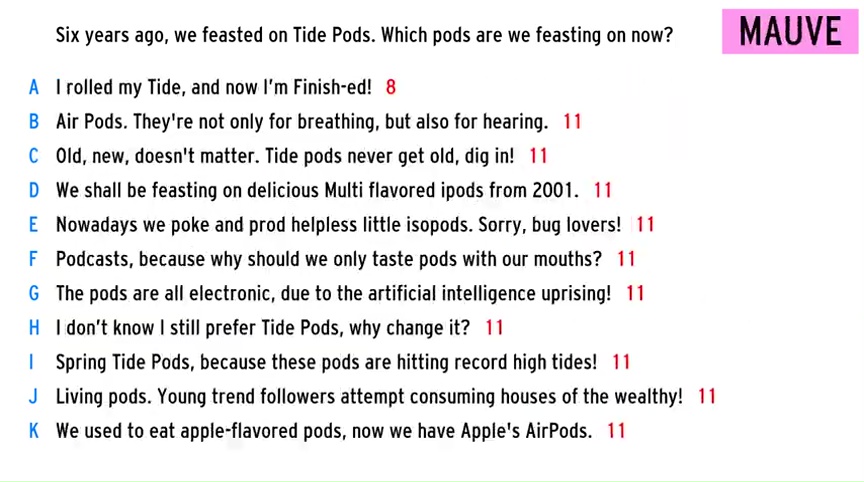 Six years ago, we feasted on Tide Pods. Which pods are we feasting on now?
MAUVE
A I rolled my Tide, and now I'm Finish-ed! 8
B Air Pods. They're not only for breathing, but also for hearing. 11
C Old, new, doesn't matter. Tide pods never get old, dig in! 11
D We shall be feasting on delicious Multi flavored ipods from 2001. 11
E Nowadays we poke and prod helpless little isopods. Sorry, bug lovers! 11
F Podcasts, because why should we only taste pods with our mouths? 11
G The pods are all electronic, due to the artificial intelligence uprising! 11
H I don't know I still prefer Tide Pods, why change it? 11
I Spring Tide Pods, because these pods are hitting record high tides! 11
J Living pods. Young trend followers attempt consuming houses of the wealthy! 11
K We used to eat apple-flavored pods, now we have Apple's AirPods. 11